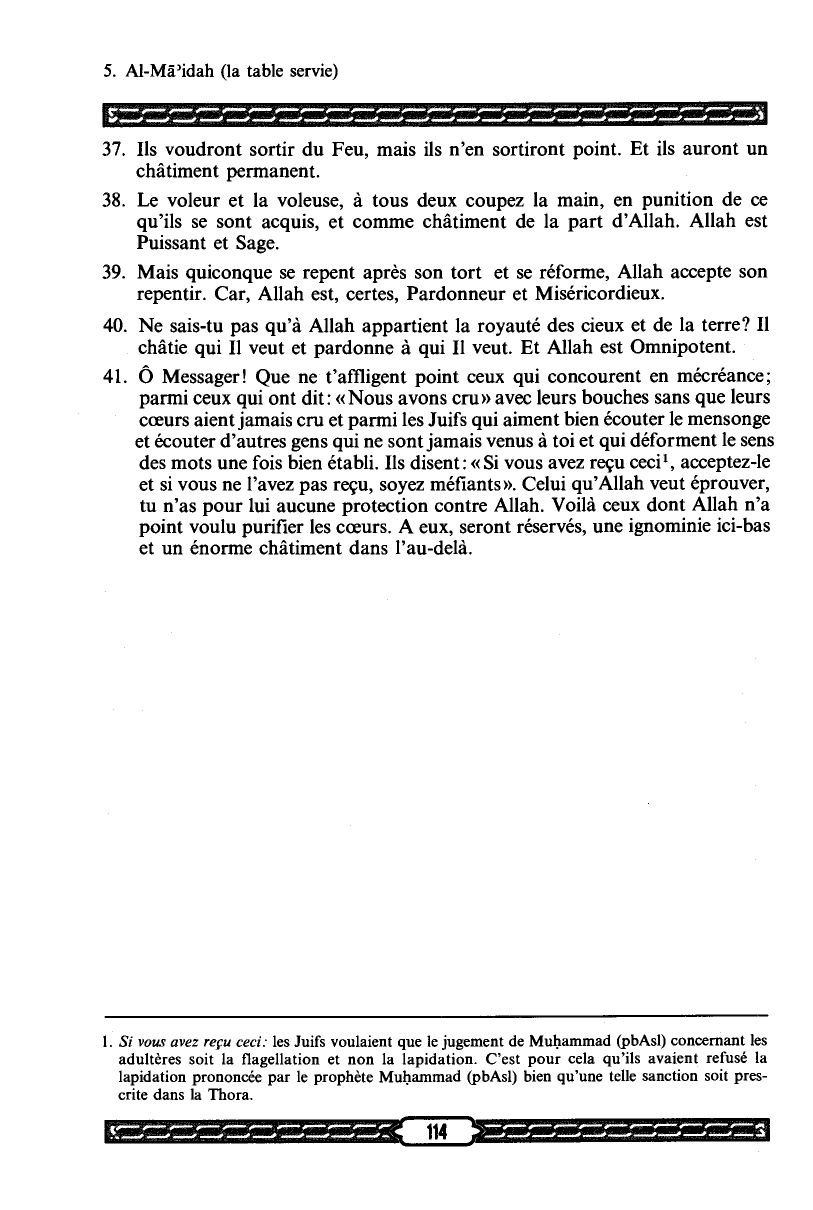 5. Al-Mā’idah (la table servie)
37. Ils voudront sortir du Feu, mais ils n’en sortiront point. Et ils auront un
châtiment permanent.
38. Le voleur et la voleuse, à tous deux coupez la main, en punition de ce
qu’ils se sont acquis, et comme châtiment de la part d’Allah. Allah est
Puissant et Sage.
39. Mais quiconque se repent après son tort et se réforme, Allah accepte son
repentir. Car, Allah est, certes, Pardonneur et Miséricordieux.
40. Ne sais-tu pas qu’à Allah appartient la royauté des cieux et de la terre? Il
châtie qui Il veut et pardonne à qui Il veut. Et Allah est Omnipotent.
41. Ô Messager! Que ne t’affligent point ceux qui concourent en mécréance;
parmi ceux qui ont dit: «Nous avons cru» avec leurs bouches sans que leurs
cœurs aient jamais cru et parmi les Juifs qui aiment bien écouter le mensonge
et écouter d’autres gens qui ne sont jamais venus à toi et qui déforment le sens
des mots une fois bien établi. Ils disent: «Si vous avez reçu ceci¹, acceptez-le
et si vous ne l’avez pas reçu, soyez méfiants». Celui qu’Allah veut éprouver,
tu n’as pour lui aucune protection contre Allah. Voilà ceux dont Allah n’a
point voulu purifier les cœurs. A eux, seront réservés, une ignominie ici-bas
et un énorme châtiment dans l’au-delà.
1. Si vous avez reçu ceci: les Juifs voulaient que le jugement de Muḥammad (pbAsl) concernant les
adultères soit la flagellation et non la lapidation. C’est pour cela qu’ils avaient refusé la
lapidation prononcée par le prophète Muḥammad (pbAsl) bien qu’une telle sanction soit pres-
crite dans la Thora.
114